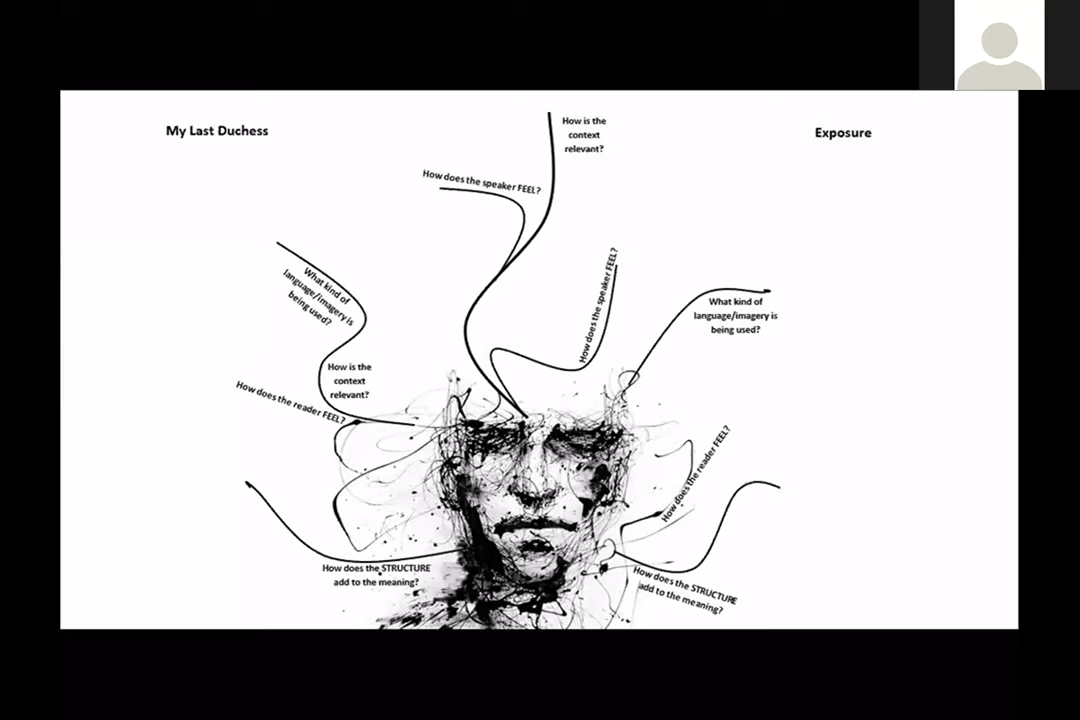 My Last Duchess
Exposure
How is the
context
relevant?
How does the speaker FEEL?
How does the speaker FEEL?
What kind of
language/imagery is
being used?
What kind of
language/imagery is
being used?
How is the
context
relevant?
How does the reader FEEL?
How does the reader FEEL?
How does the STRUCTURE
add to the meaning?
How does the STRUCTURE
add to the meaning?